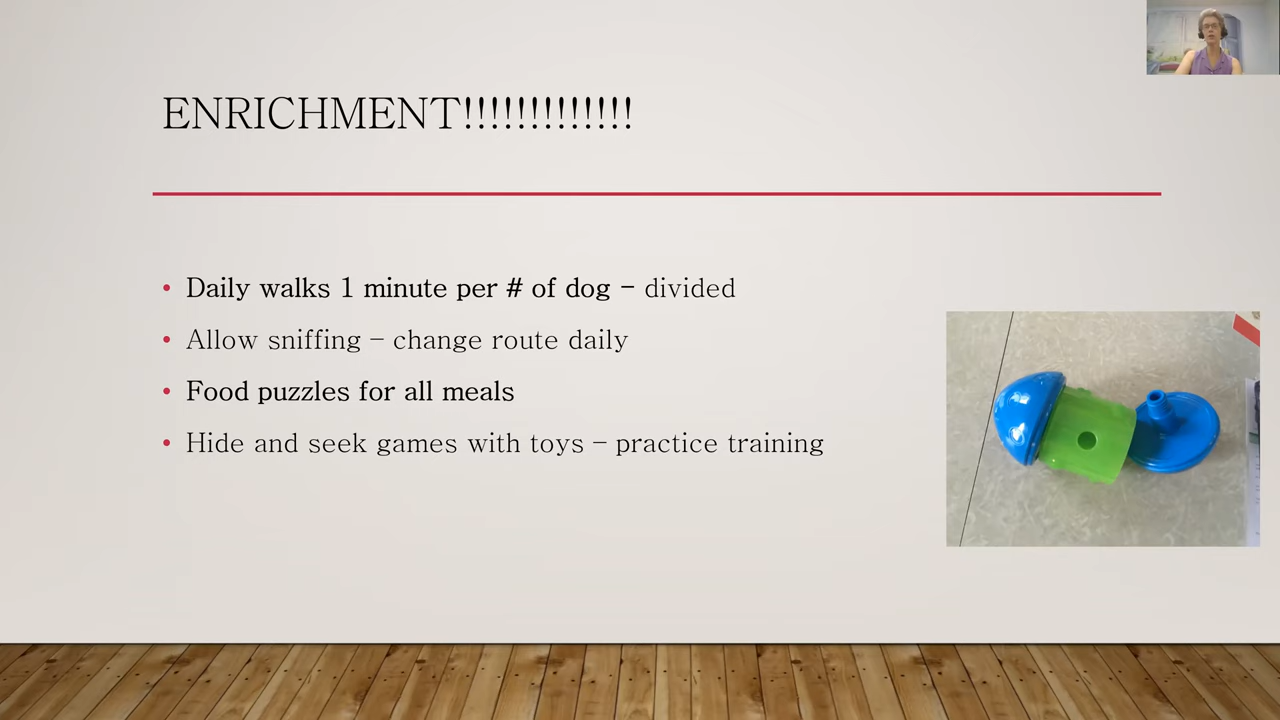 ENRICHMENT!!!!!!!!!!!!!
• Daily walks 1 minute per # of dog – divided
• Allow sniffing – change route daily
• Food puzzles for all meals
• Hide and seek games with toys – practice training